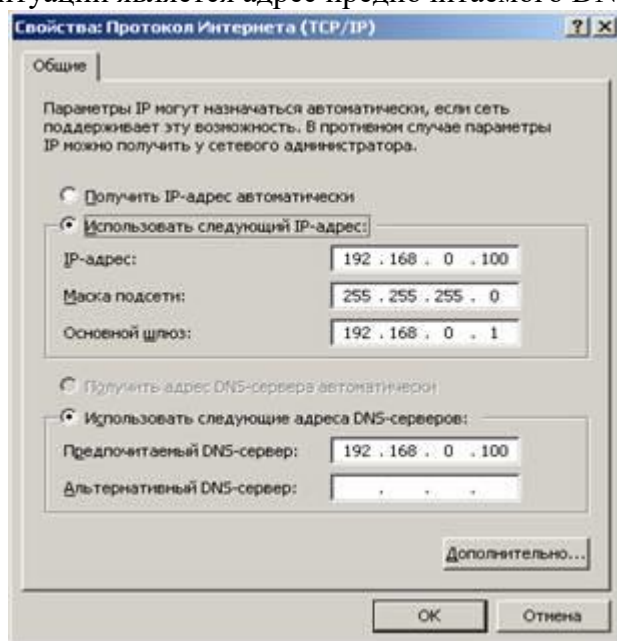 является адрес предпочитаемого
Свойства: Протокол Интернета (TCP/IP)
Общие
Параметры IP могут назначаться автоматически, если сеть
поддерживает эту возможность. В противном случае параметры
IP можно получить у сетевого администратора.
Получить IP-адрес автоматически
Использовать следующий IP-адрес:
IP-адрес: 192 . 168 . 0 . 100
Маска подсети: 255 . 255 . 255 . 0
Основной шлюз: 192 . 168 . 0 . 1
Получить адрес DNS-сервера автоматически
Использовать следующие адреса DNS-серверов:
Предпочитаемый DNS-сервер: 192 . 168 . 0 . 100
Альтернативный DNS-сервер: . . .
Дополнительно...
OK Отмена